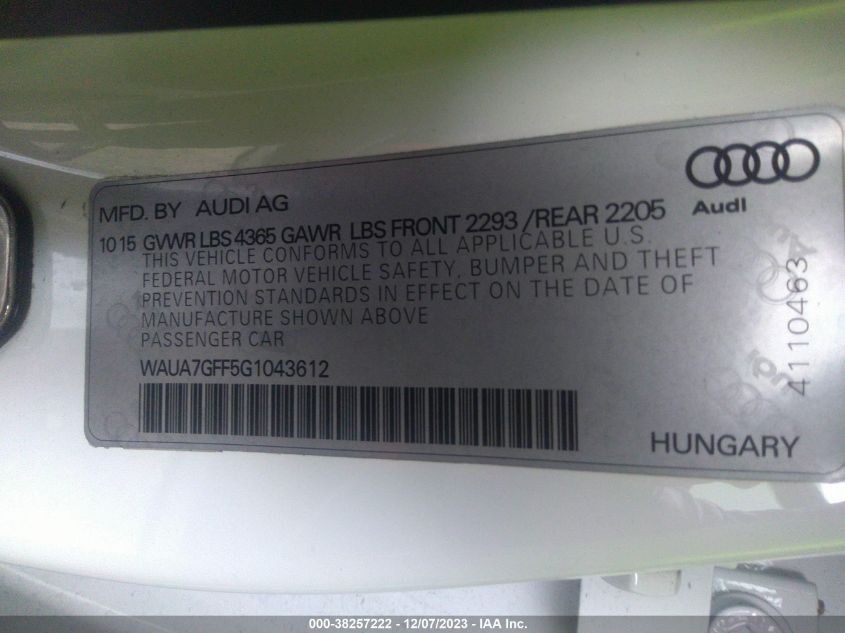 MFD. BY AUDI AG
Audi
10 15 GVWR LBS 4365 GAWR LBS FRONT 2293 /REAR 2205
THIS VEHICLE CONFORMS TO ALL APPLICABLE U.S.
FEDERAL MOTOR VEHICLE SAFETY, BUMPER AND THEFT
PREVENTION STANDARDS IN EFFECT ON THE DATE OF
MANUFACTURE SHOWN ABOVE
PASSENGER CAR
WAUA7GFF5G1043612
4110463
HUNGARY
000-38257222 - 12/07/2023 - IAA Inc.